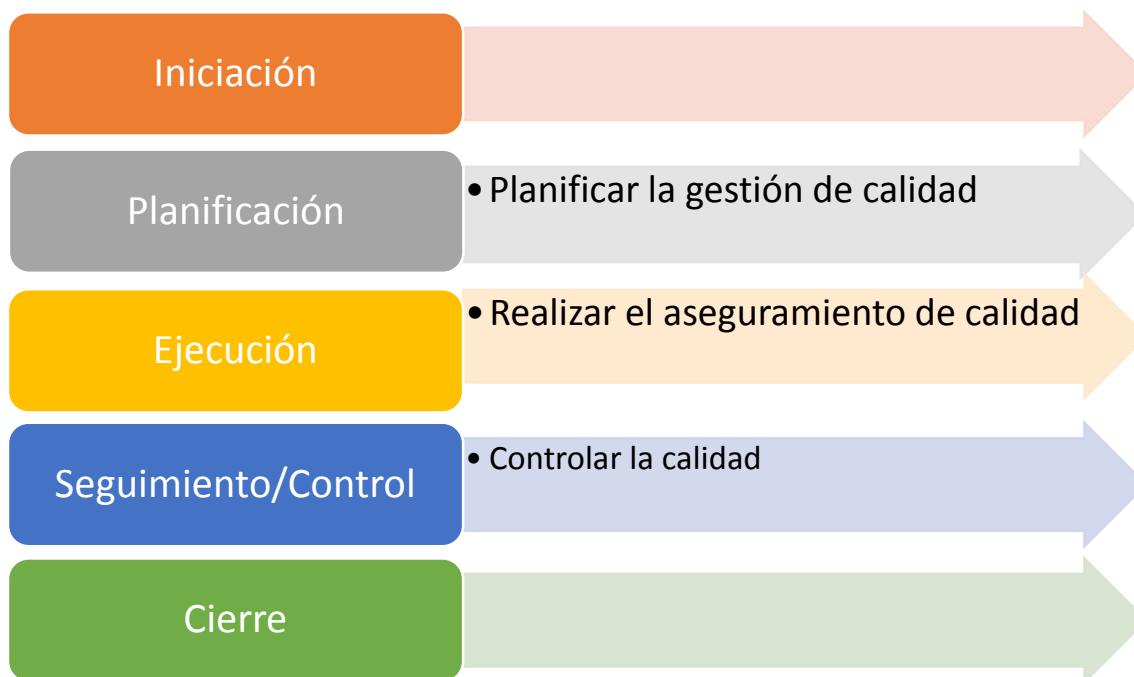 Iniciación
Planificación
• Planificar la gestión de calidad
Ejecución
• Realizar el aseguramiento de calidad
Seguimiento/Control
• Controlar la calidad
Cierre